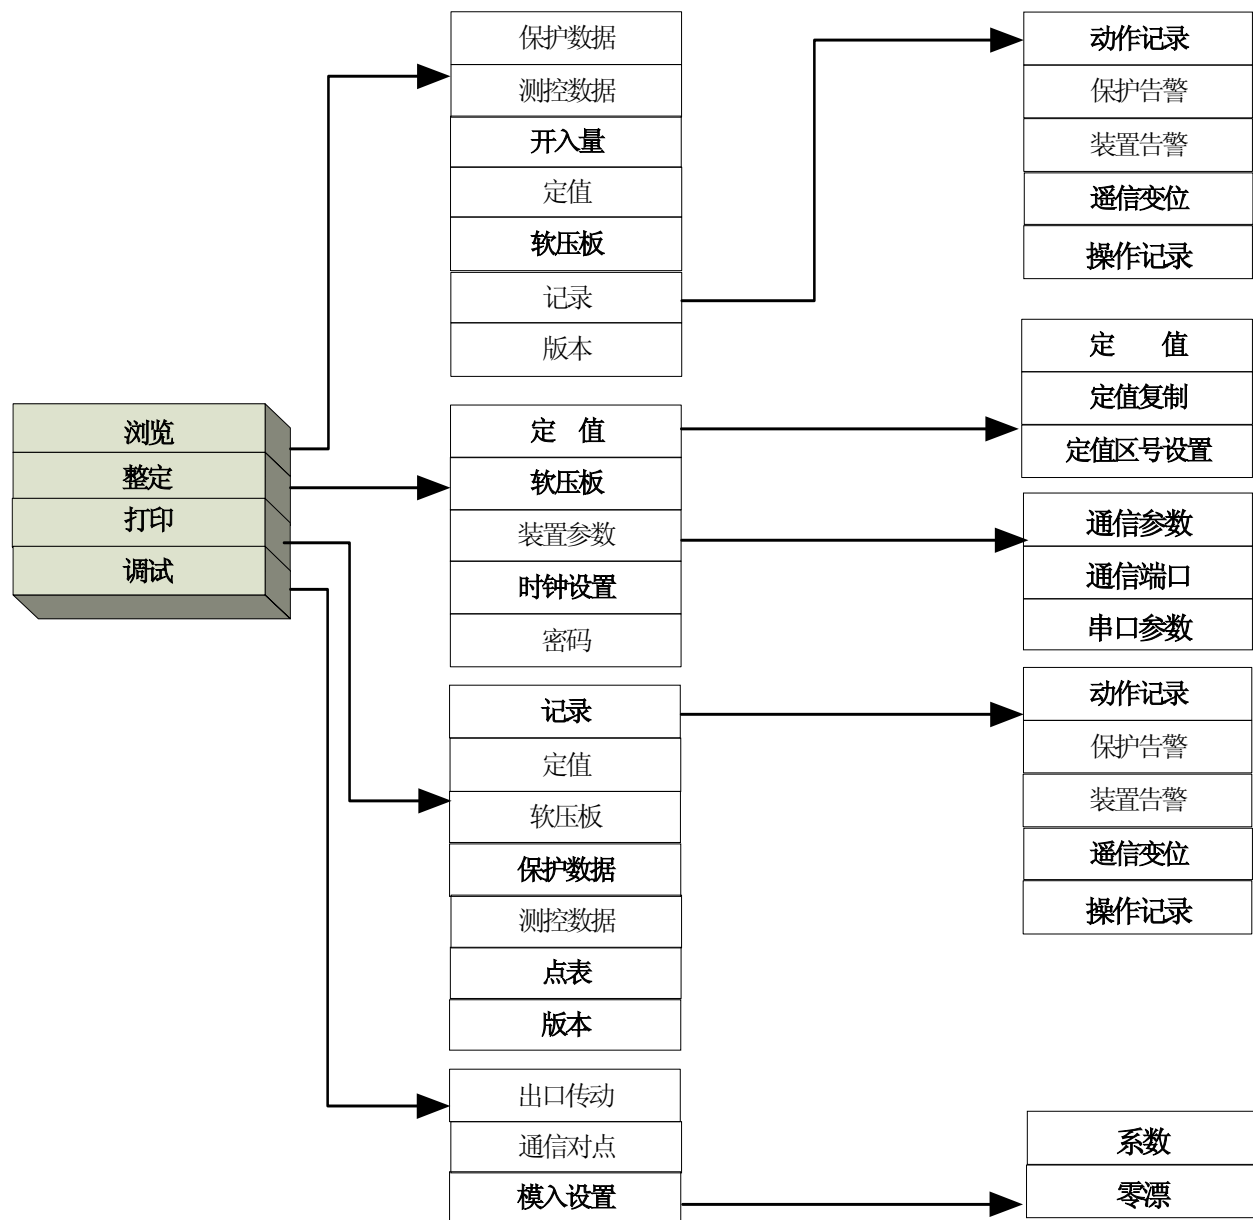 浏览
整定
打印
调试
保护数据
测控数据
开入量
定值
软压板
记录
版本
动作记录
保护告警
装置告警
遥信变位
操作记录
定 值
软压板
装置参数
时钟设置
密码
定 值
定值复制
定值区号设置
通信参数
通信端口
串口参数
记录
定值
软压板
保护数据
测控数据
点表
版本
动作记录
保护告警
装置告警
遥信变位
操作记录
出口传动
通信对点
模入设置
系数
零漂